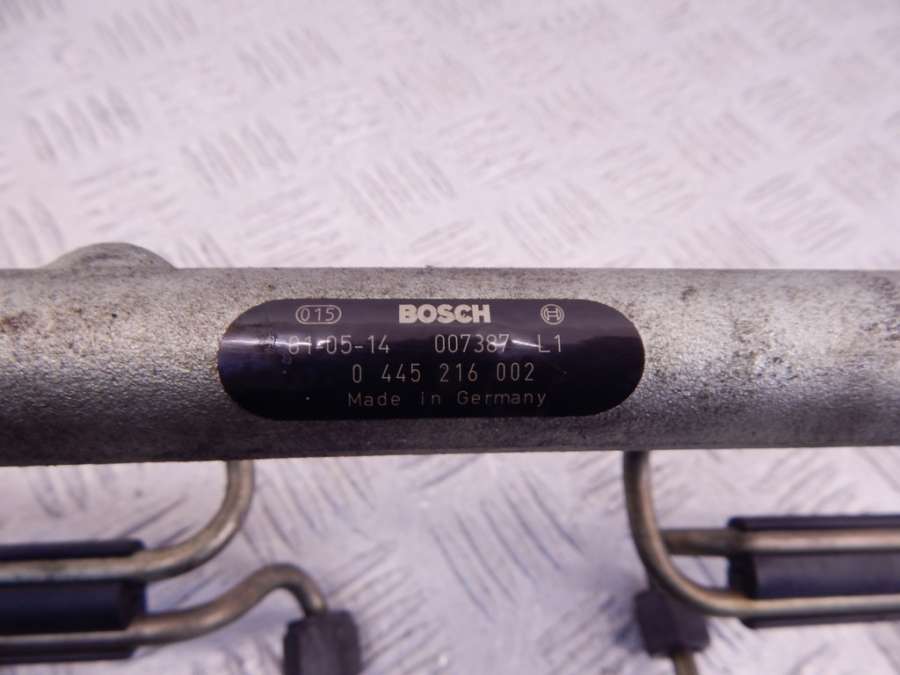 015 BOSCH
01-05-14 007387 L1
0 445 216 002
Made in Germany